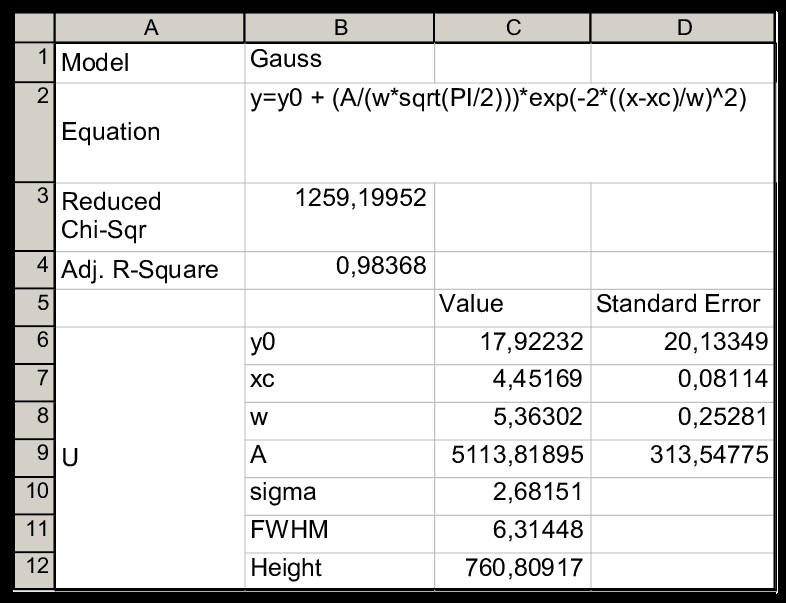 A B C D
1 Model Gauss
2 Equation y=y0 + (A/(w*sqrt(PI/2)))*exp(-2*((x-xc)/w)^2)
3 Reduced 1259,19952
Chi-Sqr
4 Adj. R-Square 0,98368
5 Value Standard Error
6 y0 17,92232 20,13349
7 xc 4,45169 0,08114
8 w 5,36302 0,25281
9 U A 5113,81895 313,54775
10 sigma 2,68151
11 FWHM 6,31448
12 Height 760,80917